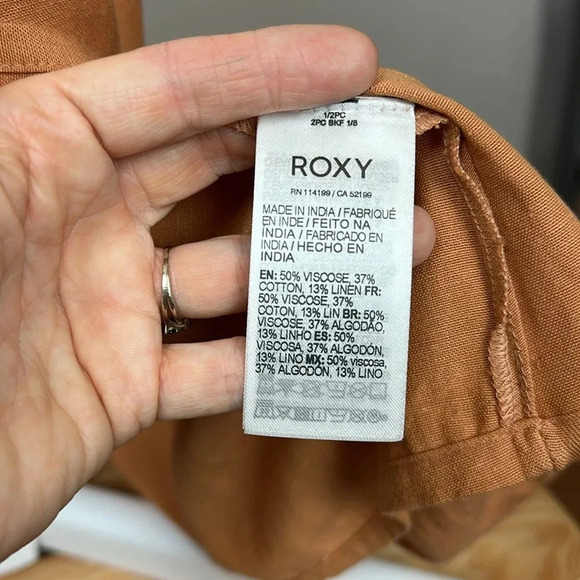 1/2PC
2PC BKF 1/8
ROXY
RN 114199 / CA 52199
MADE IN INDIA / FABRIQUÉ
EN INDE / FEITO NA
INDIA / FABRICADO EN
INDIA / HECHO EN
INDIA
EN: 50% VISCOSE, 37%
COTTON, 13% LINEN FR:
50% VISCOSE, 37%
COTON, 13% LIN BR: 50%
VISCOSE, 37% ALGODÃO,
13% LINHO ES: 50%
VISCOSA, 37% ALGODÓN,
13% LINO MX: 50% viscosa,
37% ALGODÓN, 13% LINO